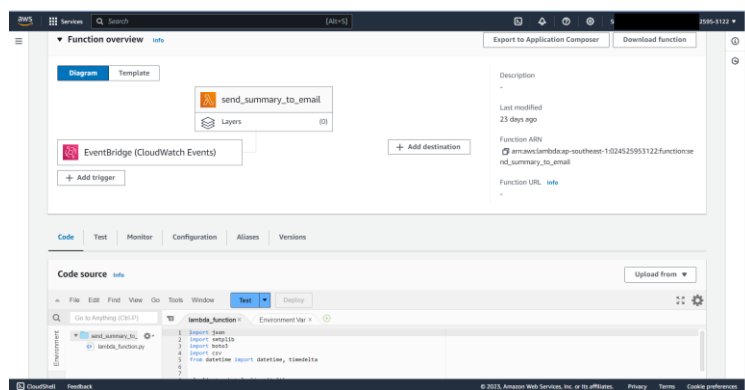 aws
Services
Search
[Alt+S]
2595-3122 ▼
▼ Function overview Info
Export to Application Composer
Download function
Diagram
Template
send_summary_to_email
Layers
(0)
EventBridge (CloudWatch Events)
+ Add trigger
+ Add destination
Description
-
Last modified
23 days ago
Function ARN
arn:aws:lambda:ap-southeast-1:024525953122:function:se
nd_summary_to_email
Function URL Info
-
Code
Test
Monitor
Configuration
Aliases
Versions
Code source Info
Upload from ▼
File Edit Find View Go Tools Window
Test
Deploy
Go to Anything (Ctrl-P)
lambda_function ×
Environment Var ×
Environment
send_summary_to_
lambda_function.py
1 import json
2 import smtplib
3 import boto3
4 import csv
5 from datetime import datetime, timedelta
6
7
CloudShell
Feedback
© 2023, Amazon Web Services, Inc. or its affiliates.
Privacy
Terms
Cookie preferences